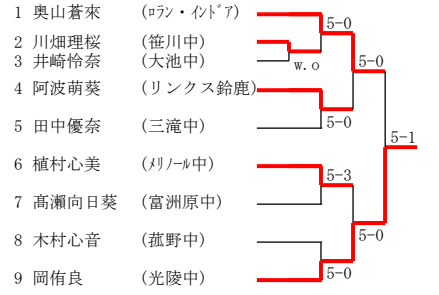 1 奥山蒼來 (ﾛﾗﾝ・ｲﾝﾄﾞｱ)
5-0
2 川畑理桜 (笹川中)
3 井崎怜奈 (大池中)
w.o
5-0
4 阿波萌葵 (リンクス鈴鹿)
5 田中優奈 (三滝中)
5-0
5-1
6 植村心美 (ﾒﾘﾉｰﾙ中)
5-3
7 髙瀬向日葵 (富洲原中)
8 木村心音 (菰野中)
5-0
9 岡侑良 (光陵中)
5-0